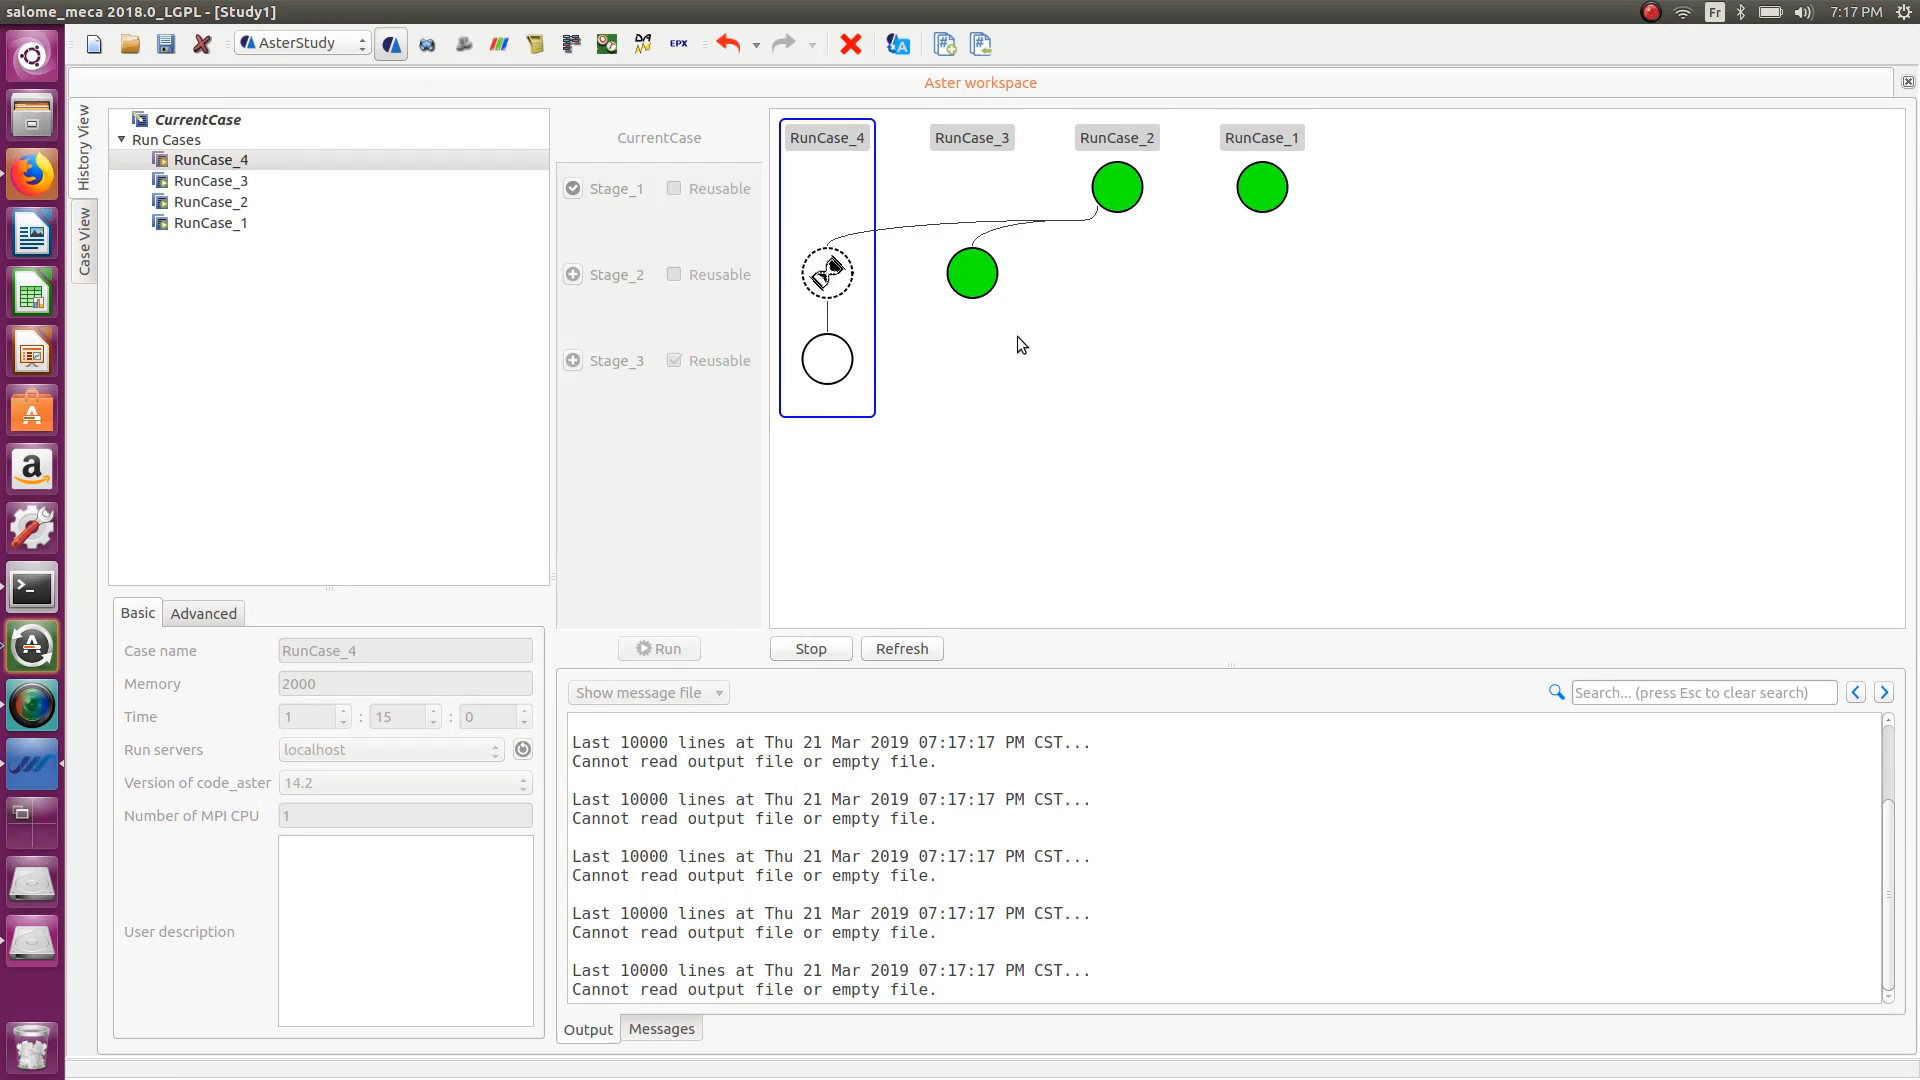 salome_meca 2018.0_LGPL - [Study1]
Fr
7:17 PM
AsterStudy
EPX
Aster workspace
History View
Case View
CurrentCase
Run Cases
RunCase_4
RunCase_3
RunCase_2
RunCase_1
CurrentCase
Stage_1 Reusable
Stage_2 Reusable
Stage_3 Reusable
RunCase_4 RunCase_3 RunCase_2 RunCase_1
Run
Stop
Refresh
Basic
Advanced
Case name RunCase_4
Memory 2000
Time 1 : 15 : 0
Run servers localhost
Version of code_aster 14.2
Number of MPI CPU 1
User description
Show message file
Search... (press Esc to clear search)
Last 10000 lines at Thu 21 Mar 2019 07:17:17 PM CST...
Cannot read output file or empty file.
Last 10000 lines at Thu 21 Mar 2019 07:17:17 PM CST...
Cannot read output file or empty file.
Last 10000 lines at Thu 21 Mar 2019 07:17:17 PM CST...
Cannot read output file or empty file.
Last 10000 lines at Thu 21 Mar 2019 07:17:17 PM CST...
Cannot read output file or empty file.
Last 10000 lines at Thu 21 Mar 2019 07:17:17 PM CST...
Cannot read output file or empty file.
Output
Messages